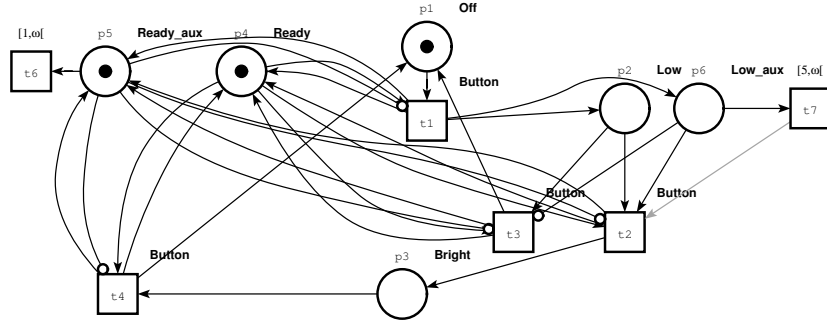 p1 Off
p5 Ready_aux p4 Ready
[1,ω[
t6
Button
p2 Low p6 Low_aux [5,ω[
t7
t1
Button Button
t3 t2
Button p3 Bright
t4